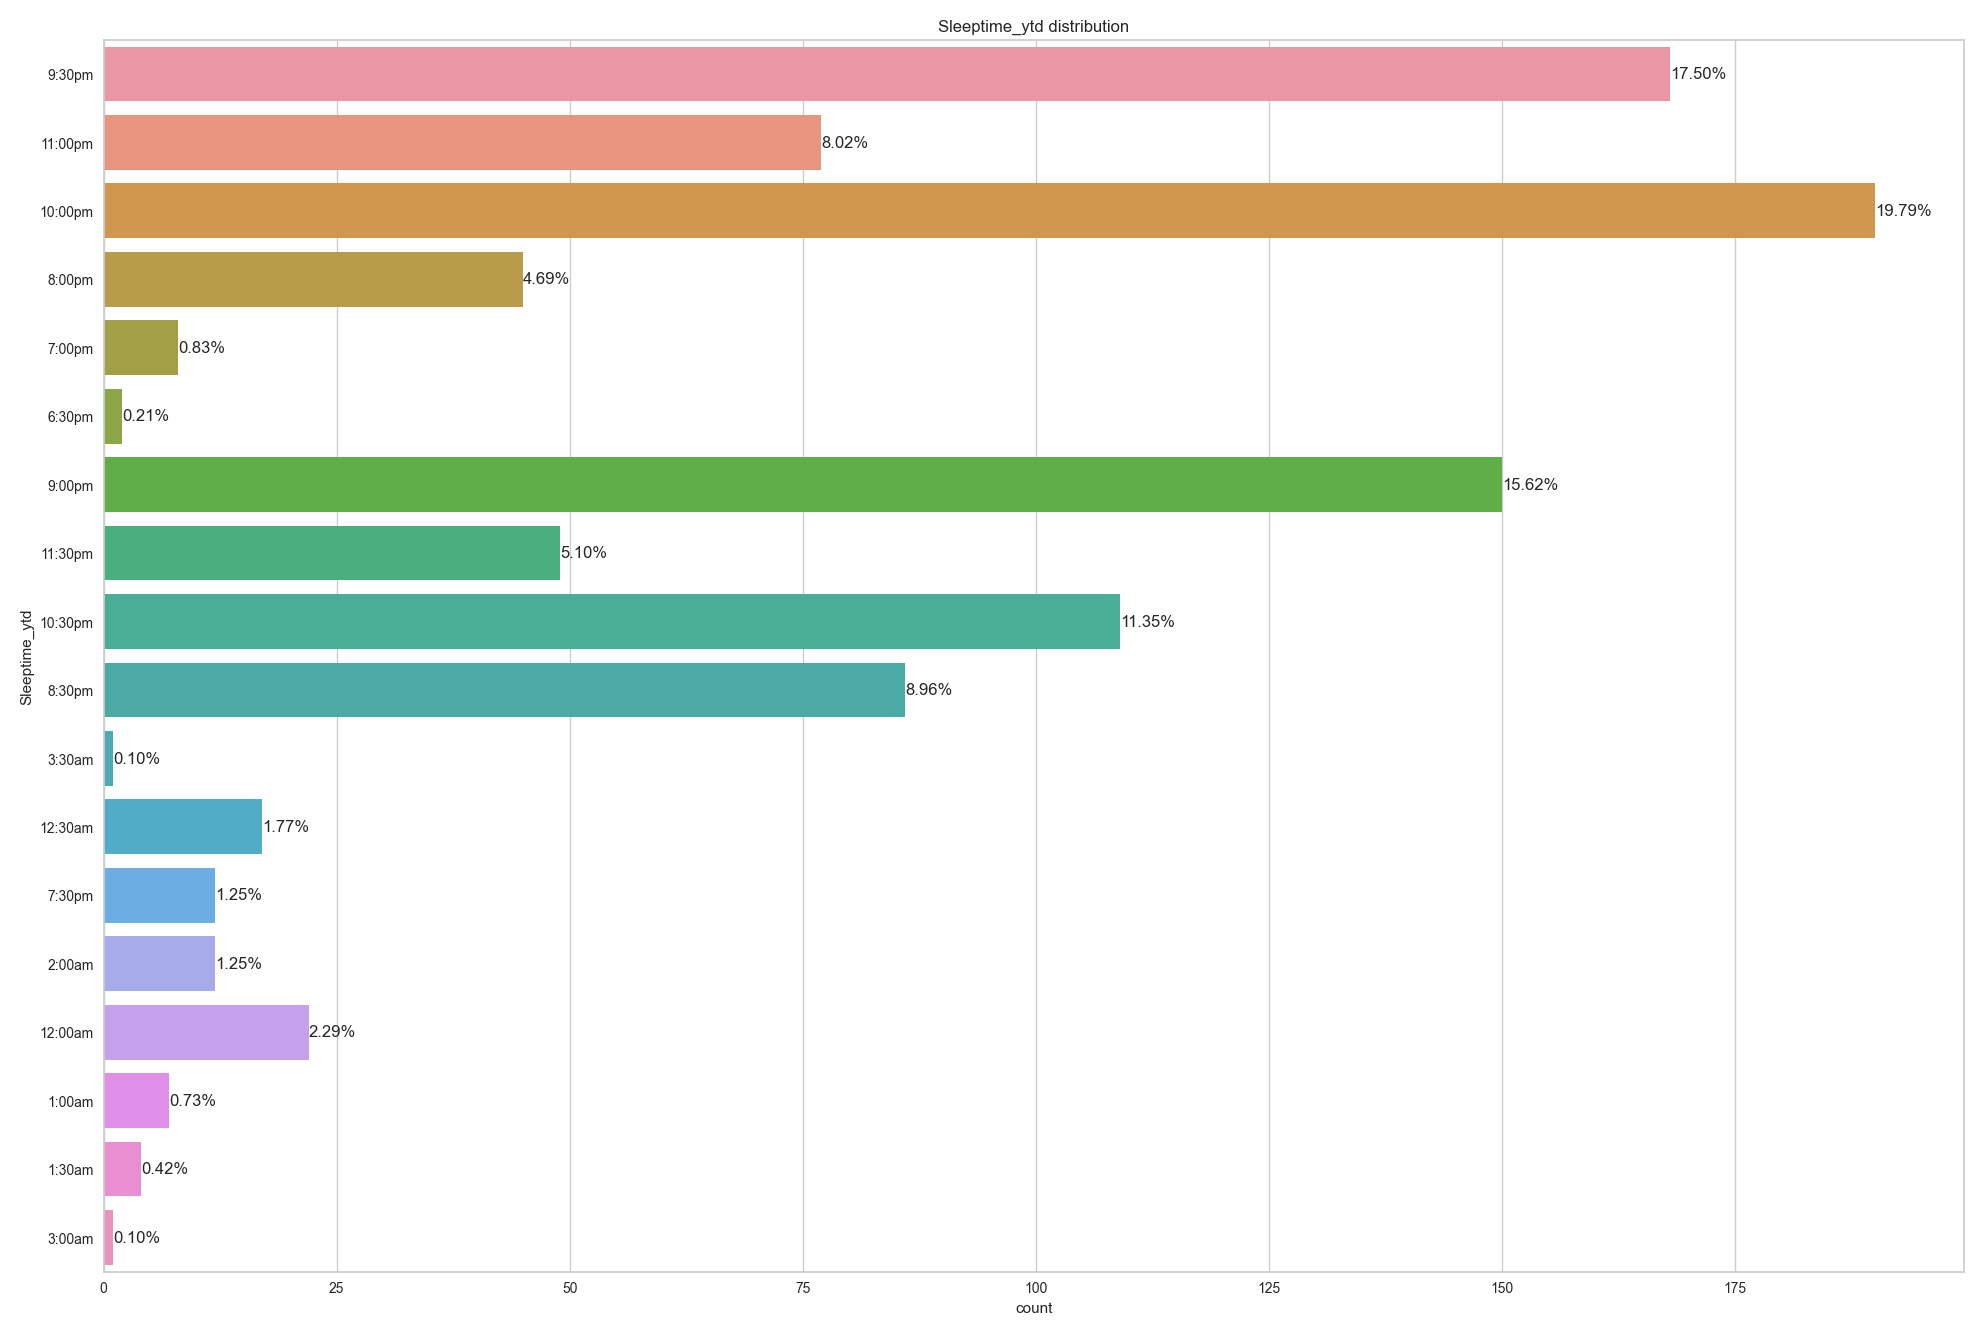 Sleeptime_ytd distribution
9:30pm 17.50%
11:00pm 8.02%
10:00pm 19.79%
8:00pm 4.69%
7:00pm 0.83%
6:30pm 0.21%
9:00pm 15.62%
11:30pm 5.10%
Sleeptime_ytd
10:30pm 11.35%
8:30pm 8.96%
3:30am 0.10%
12:30am 1.77%
7:30pm 1.25%
2:00am 1.25%
12:00am 2.29%
1:00am 0.73%
1:30am 0.42%
3:00am 0.10%
0 25 50 75 100 125 150 175
count